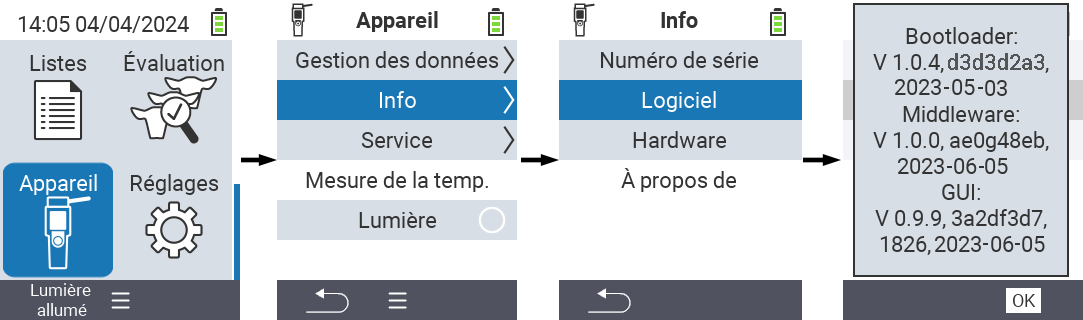 14:05 04/04/2024
Listes
Évaluation
Appareil
Réglages
Lumière
allumé
Appareil
Gestion des données
Info
Service
Mesure de la temp.
Lumière
Info
Numéro de série
Logiciel
Hardware
À propos de
Bootloader:
V 1.0.4, d3d3d2a3,
2023-05-03
Middleware:
V 1.0.0, ae0g48eb,
2023-06-05
GUI:
V 0.9.9, 3a2df3d7,
1826, 2023-06-05
OK